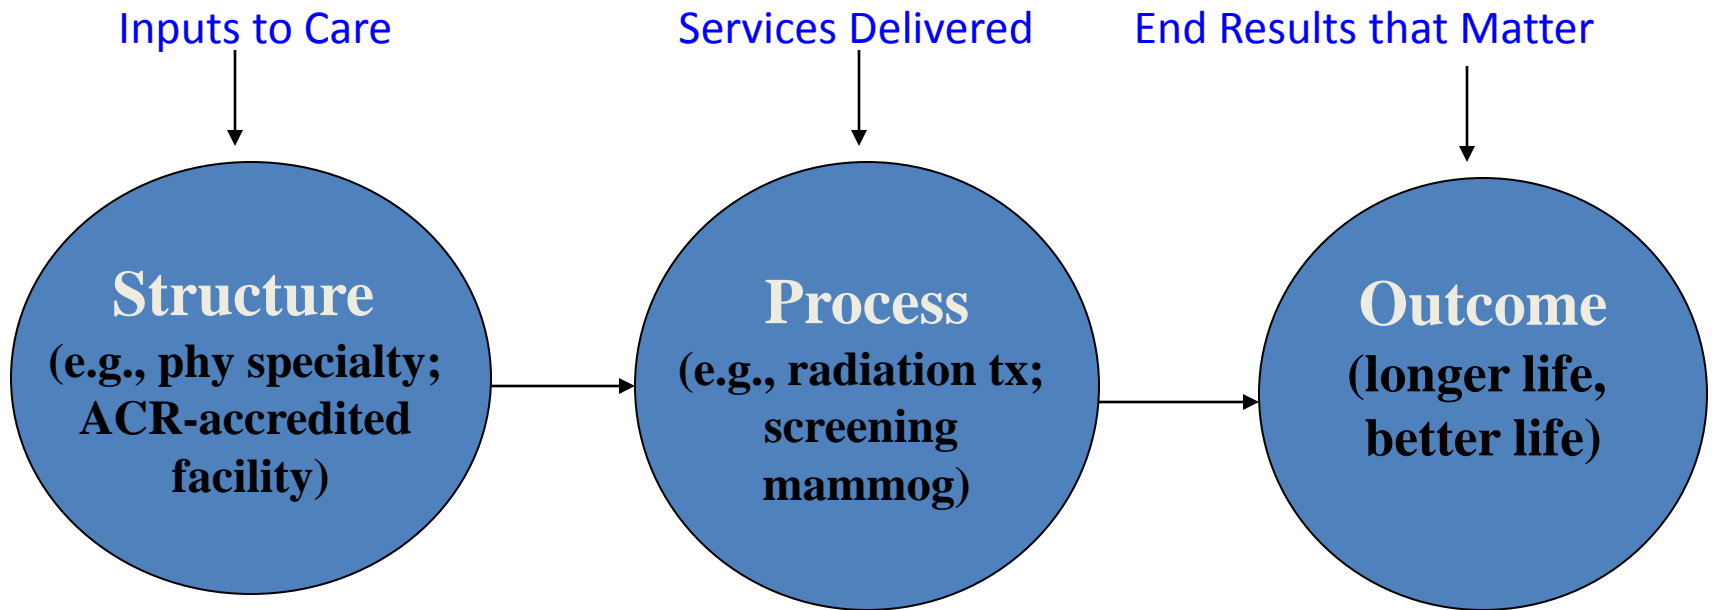 Inputs to Care
Services Delivered
End Results that Matter
Structure
(e.g., phy specialty;
ACR-accredited
facility)
Process
(e.g., radiation tx;
screening
mammog)
Outcome
(longer life,
better life)